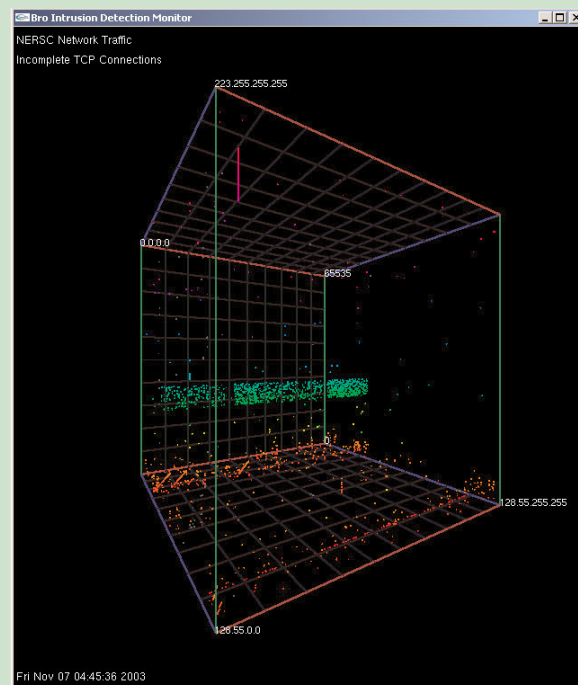 Bro Intrusion Detection Monitor
NERSC Network Traffic
Incomplete TCP Connections
223.255.255.255
0.0.0.0
65535
0
128.55.255.255
128.55.0.0
Fri Nov 07 04:45:36 2003